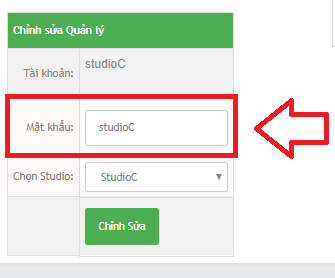 Chỉnh sửa Quản lý
Tài khoản: studioC
Mật khẩu: studioC
Chọn Studio: StudioC
Chỉnh Sửa